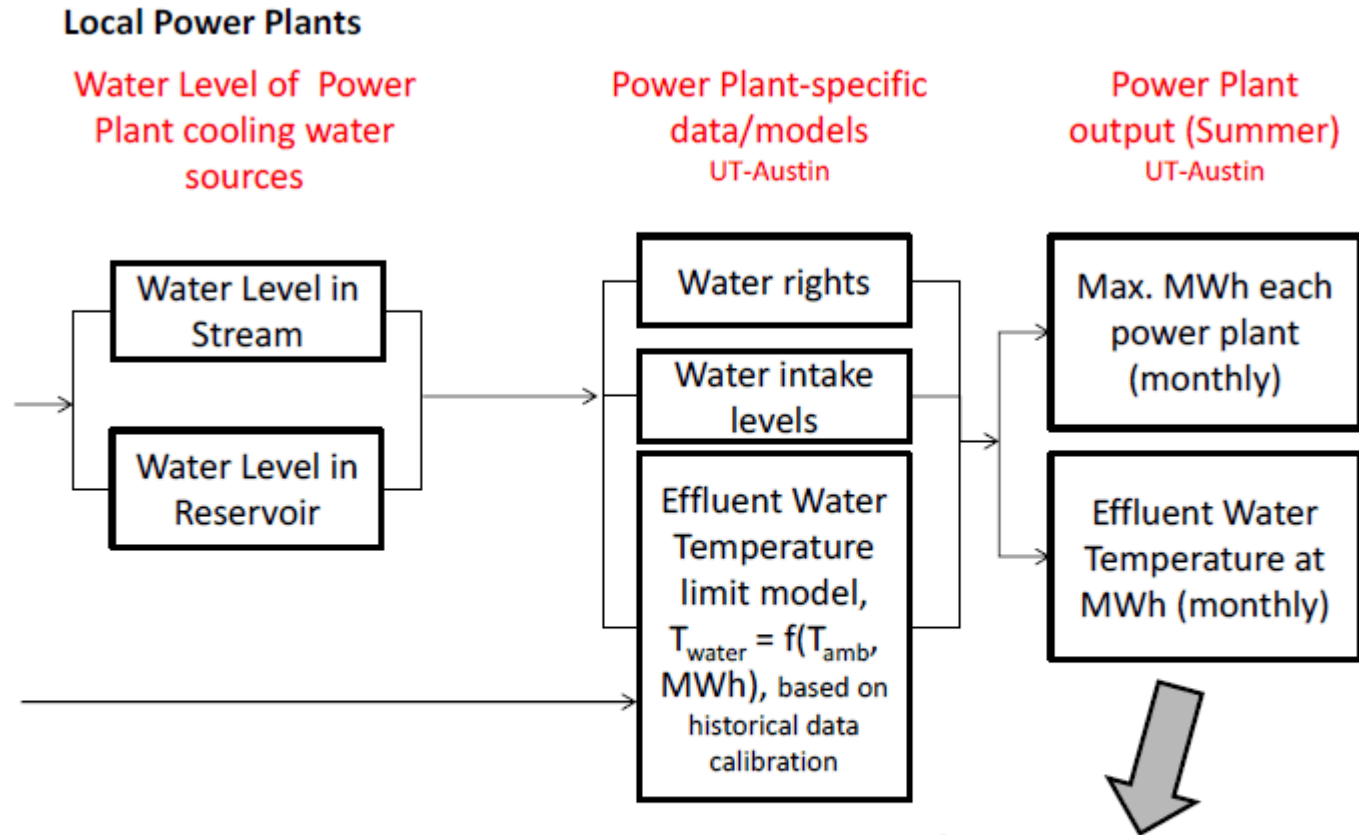 Local Power Plants
Water Level of Power
Plant cooling water
sources
Power Plant-specific
data/models
UT-Austin
Power Plant
output (Summer)
UT-Austin
Water Level in
Stream
Water Level in
Reservoir
Water rights
Water intake
levels
Effluent Water
Temperature
limit model,
T_water = f(T_amb,
MWh), based on
historical data
calibration
Max. MWh each
power plant
(monthly)
Effluent Water
Temperature at
MWh (monthly)